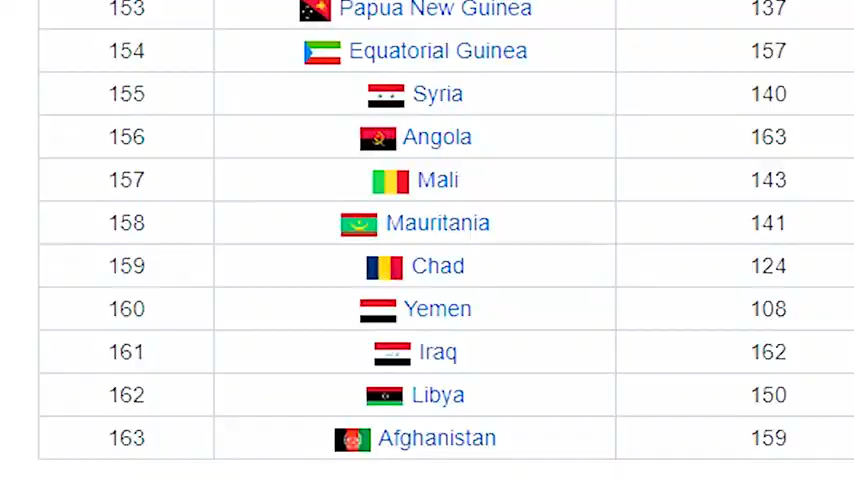 153 Papua New Guinea 137
154 Equatorial Guinea 157
155 Syria 140
156 Angola 163
157 Mali 143
158 Mauritania 141
159 Chad 124
160 Yemen 108
161 Iraq 162
162 Libya 150
163 Afghanistan 159